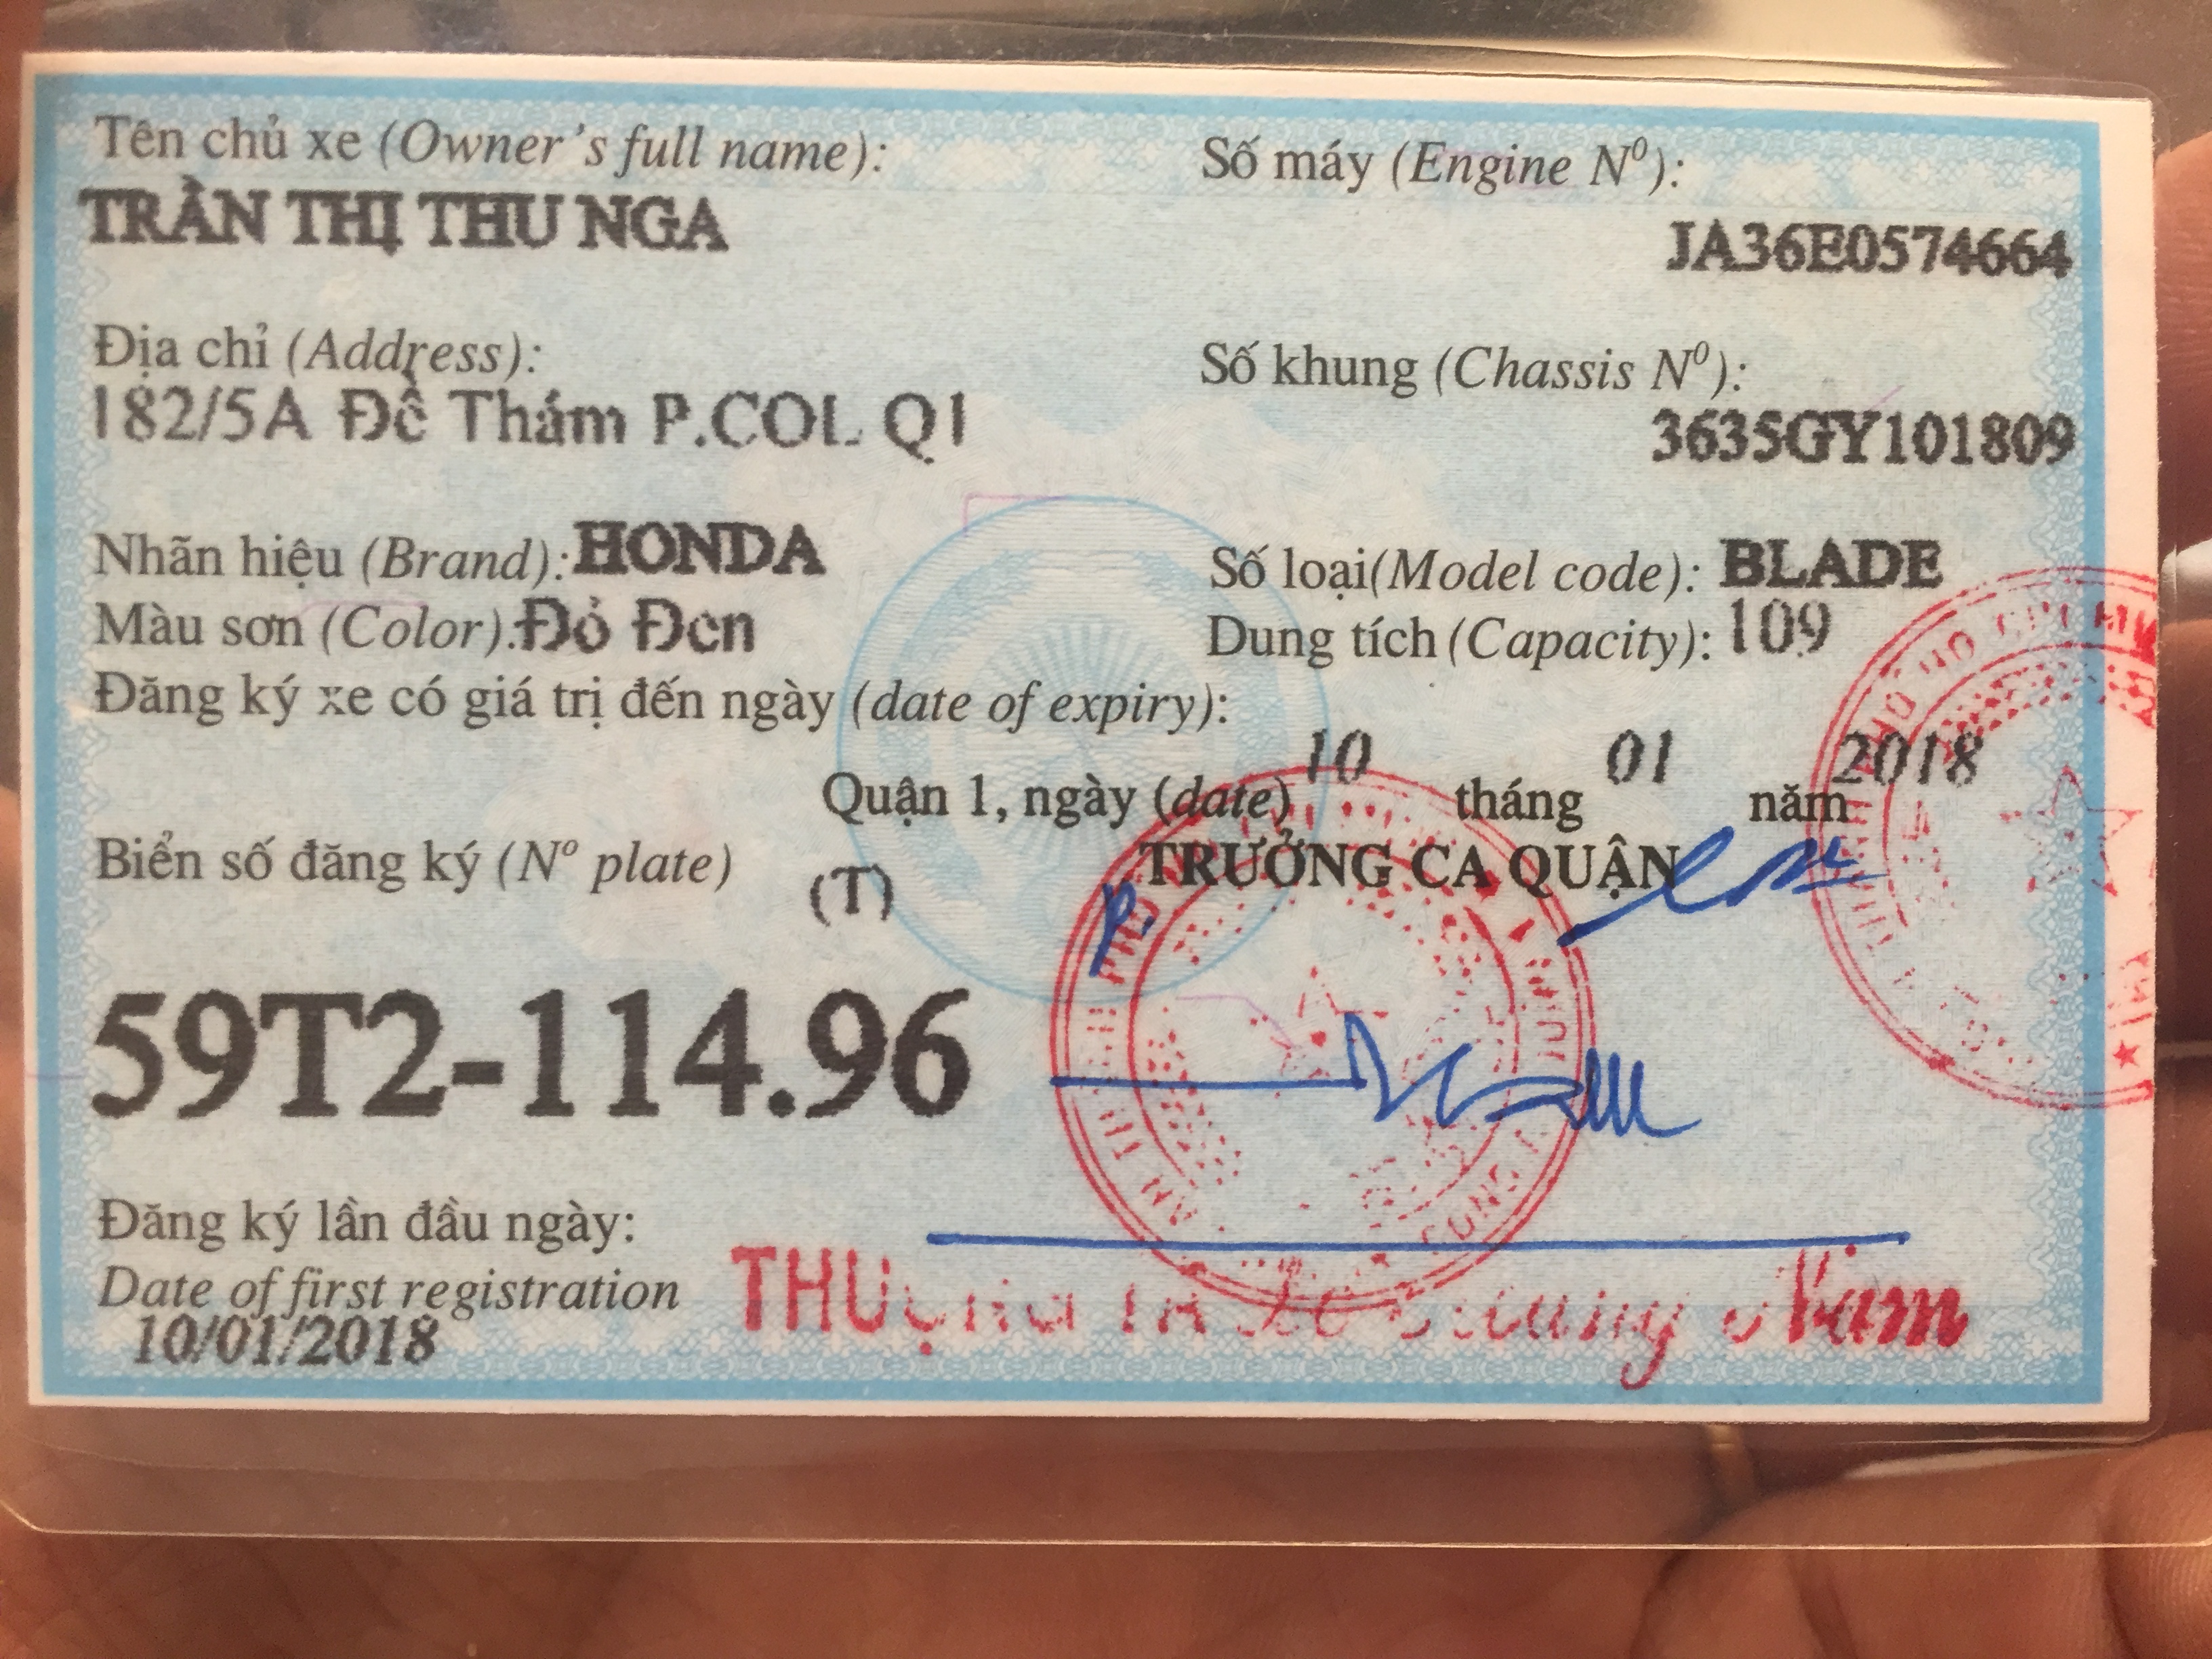 Tên chủ xe (Owner's full name):
TRẦN THỊ THU NGA
Địa chỉ (Address):
182/5A Đề Thám P.COL Q1
Nhãn hiệu (Brand): HONDA
Màu sơn (Color): Đỏ Đen
Số máy (Engine Nº):
JA36E0574664
Số khung (Chassis Nº):
3635GY101809
Số loại(Model code): BLADE
Dung tích (Capacity): 109
Đăng ký xe có giá trị đến ngày (date of expiry):
Quận 1, ngày (date) 10 tháng 01 năm 2018
TRƯỞNG CA QUẬN
Biển số đăng ký (Nº plate) (T)
59T2-114.96
Đăng ký lần đầu ngày:
Date of first registration
10/01/2018
Nam